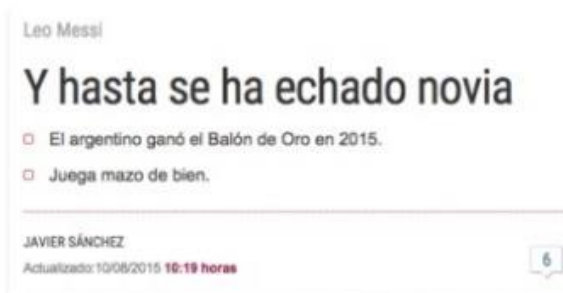 Leo Messi
Y hasta se ha echado novia
El argentino ganó el Balón de Oro en 2015.
Juega mazo de bien.
JAVIER SÁNCHEZ
Actualizado:10/08/2015 10:19 horas
6